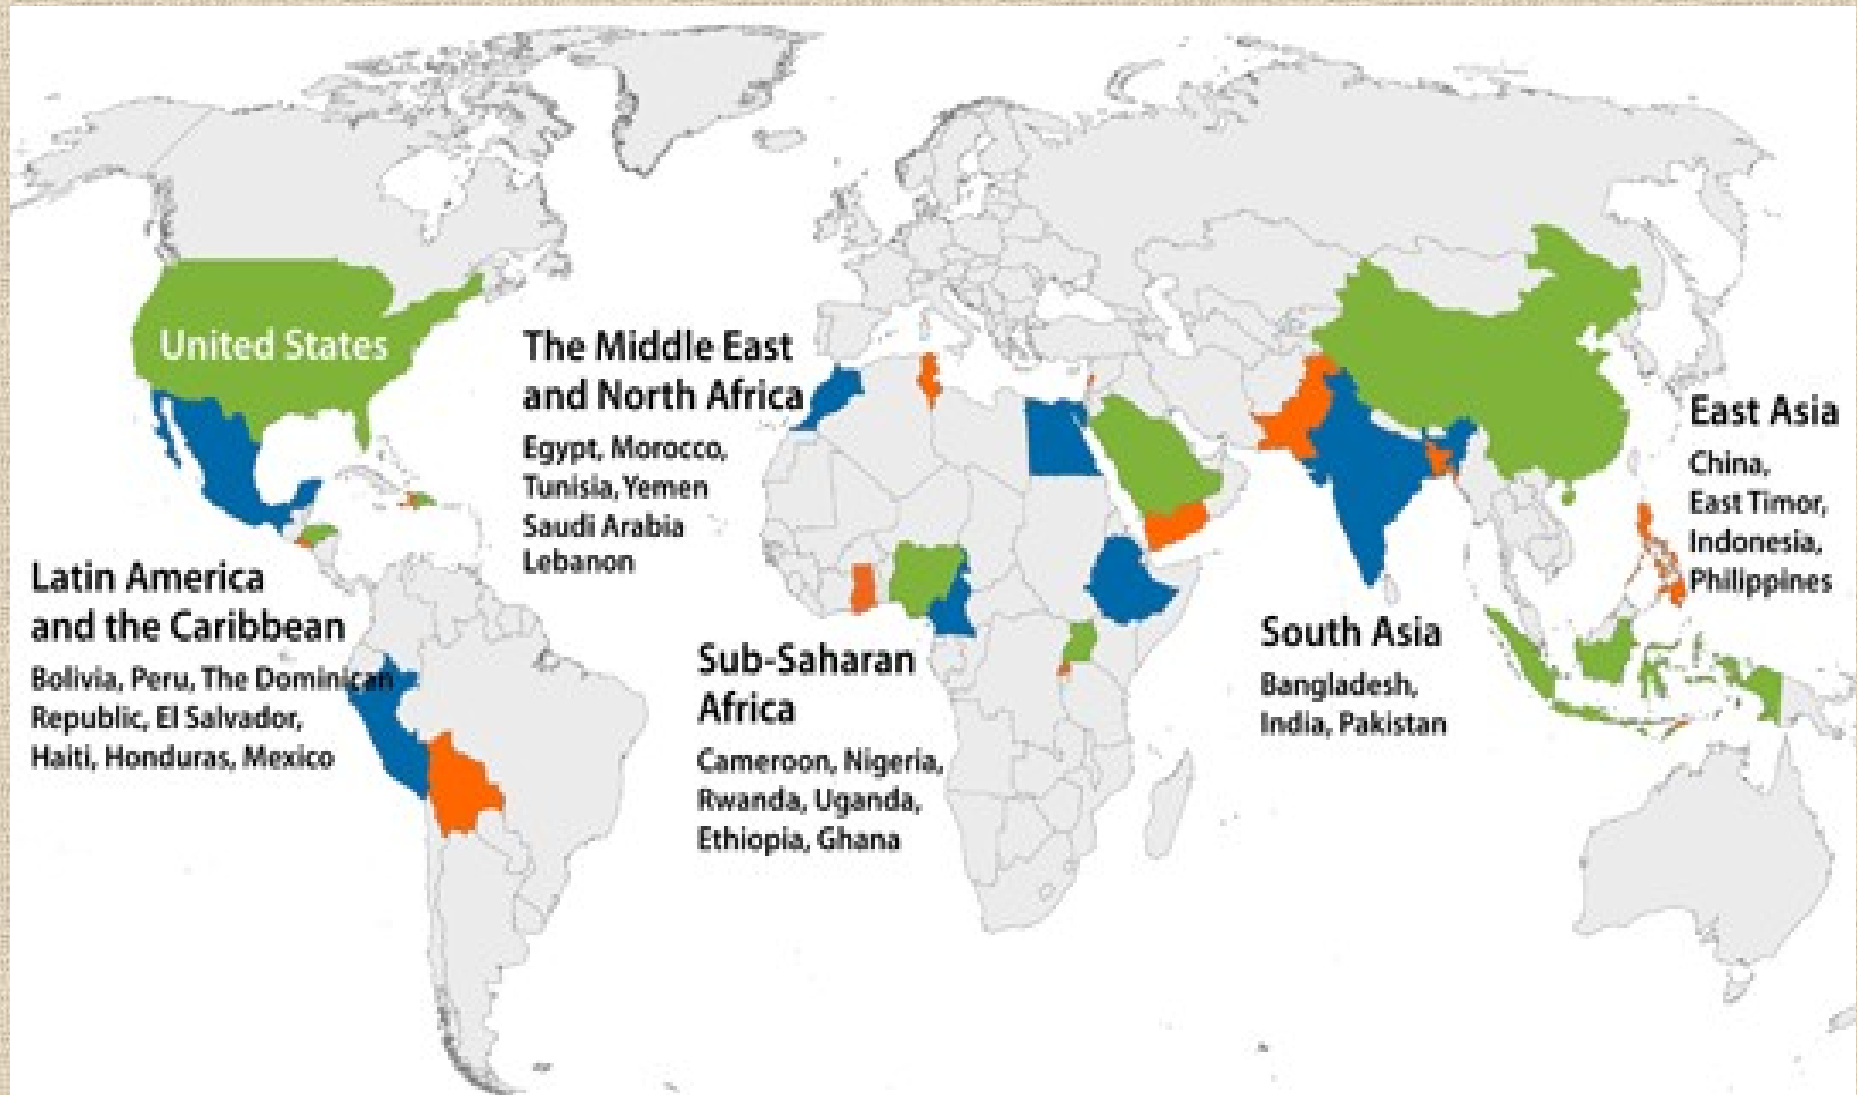 United States
The Middle East
and North Africa
Egypt, Morocco,
Tunisia, Yemen
Saudi Arabia
Lebanon
Latin America
and the Caribbean
Bolivia, Peru, The Dominican
Republic, El Salvador,
Haiti, Honduras, Mexico
Sub-Saharan
Africa
Cameroon, Nigeria,
Rwanda, Uganda,
Ethiopia, Ghana
South Asia
Bangladesh,
India, Pakistan
East Asia
China,
East Timor,
Indonesia,
Philippines